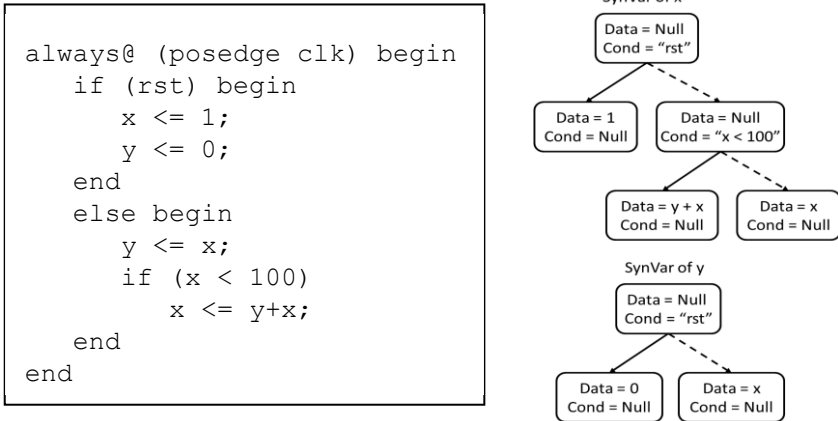 always@ (posedge clk) begin
if (rst) begin
x <= 1;
y <= 0;
end
else begin
y <= x;
if (x < 100)
x <= y+x;
end
end
SynVar of x
Data = Null
Cond = “rst”
Data = 1
Cond = Null
Data = Null
Cond = “x < 100”
Data = y + x
Cond = Null
Data = x
Cond = Null
SynVar of y
Data = Null
Cond = “rst”
Data = 0
Cond = Null
Data = x
Cond = Null